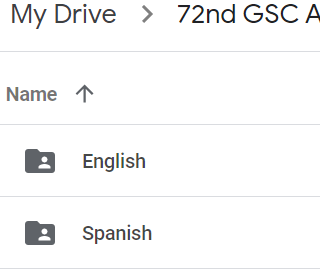 My Drive > 72nd GSC A
Name ↑
English
Spanish